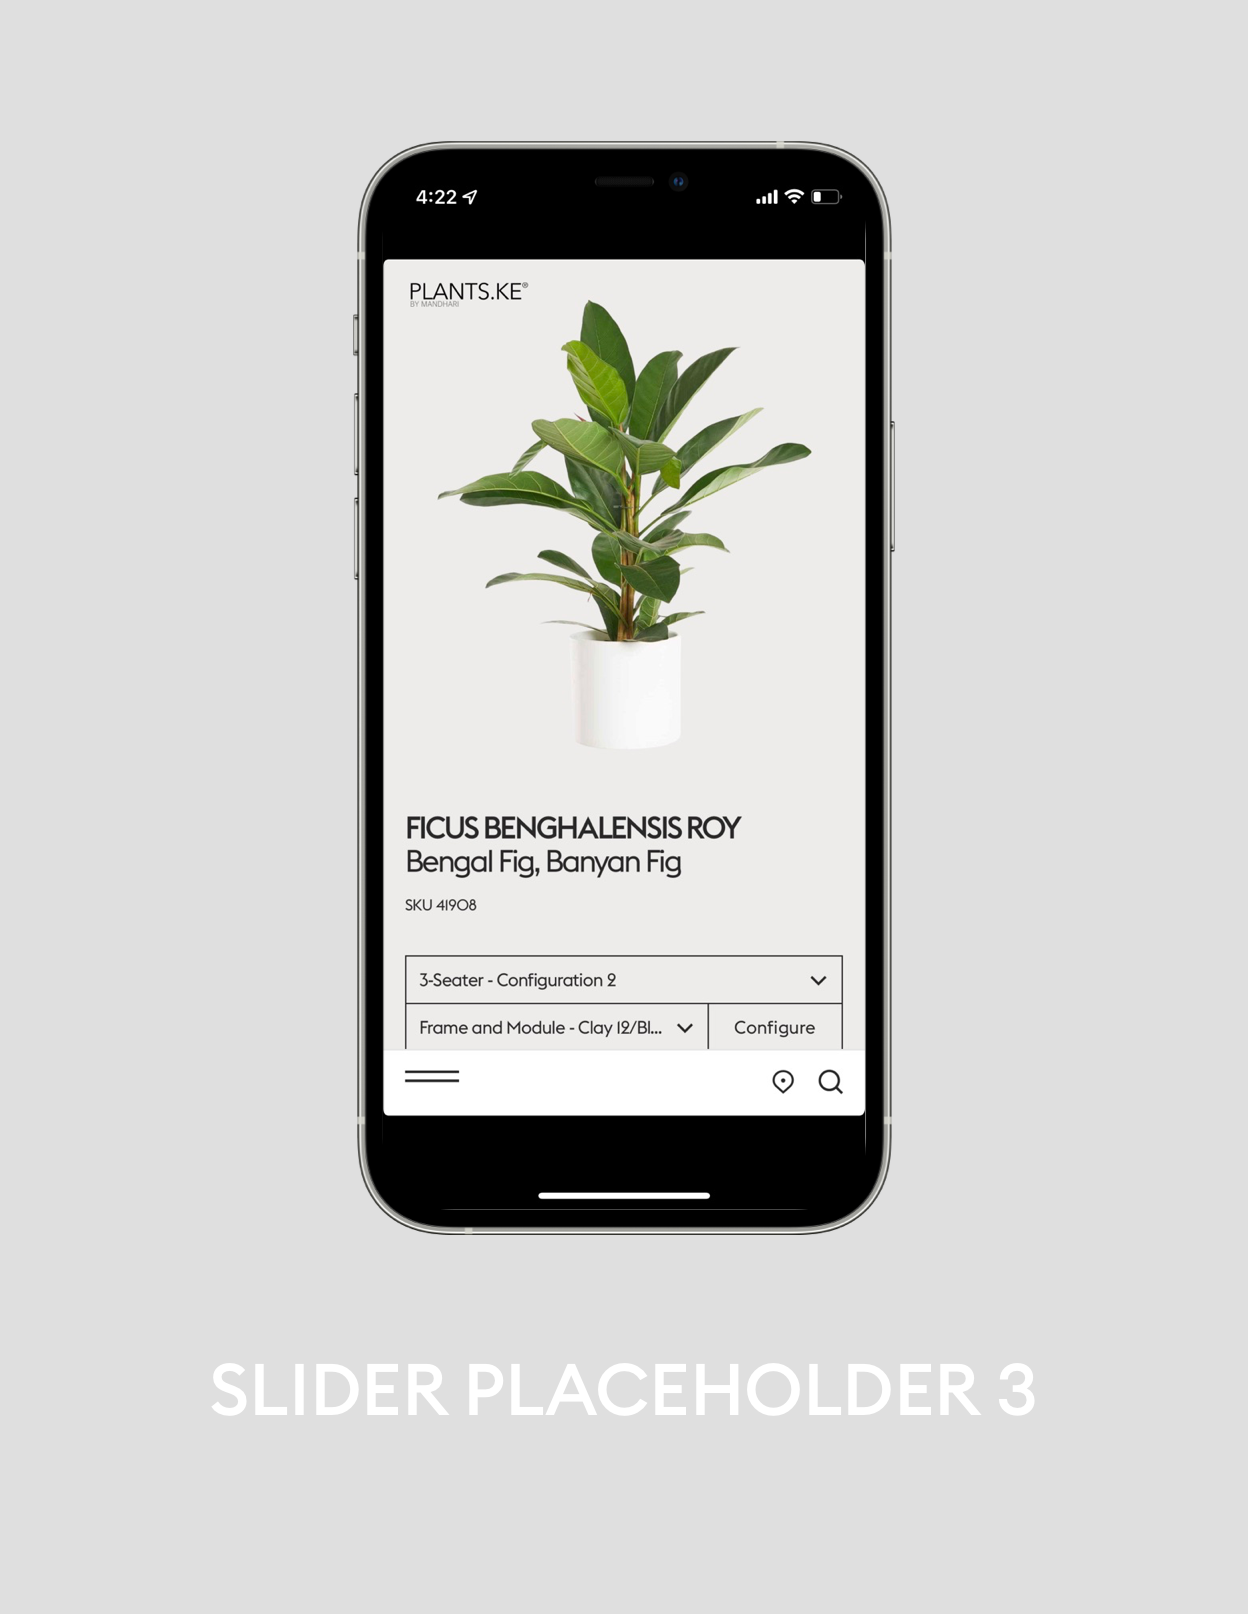 4:22
PLANTS.KE®
BY MANDHARI
FICUS BENGHALENSIS ROY
Bengal Fig, Banyan Fig
SKU 41908
3-Seater - Configuration 2
Frame and Module - Clay 12/Bl...
Configure
SLIDER PLACEHOLDER 3